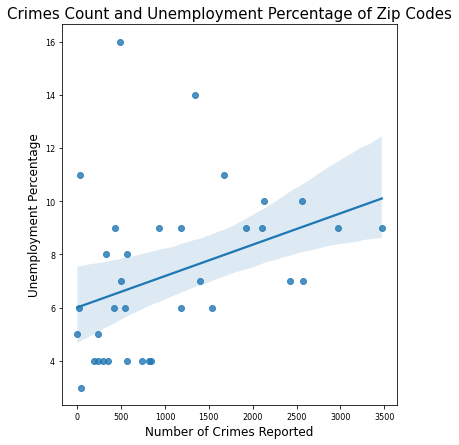 Crimes Count and Unemployment Percentage of Zip Codes
Unemployment Percentage
16
14
12
10
8
6
4
0 500 1000 1500 2000 2500 3000 3500
Number of Crimes Reported